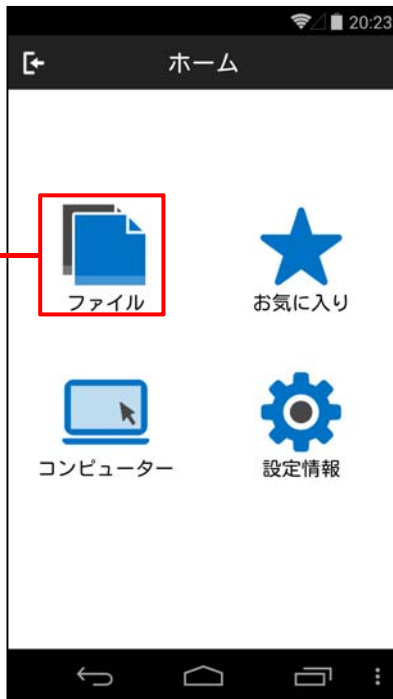 20:23
ホーム
ファイル
お気に入り
コンピューター
設定情報